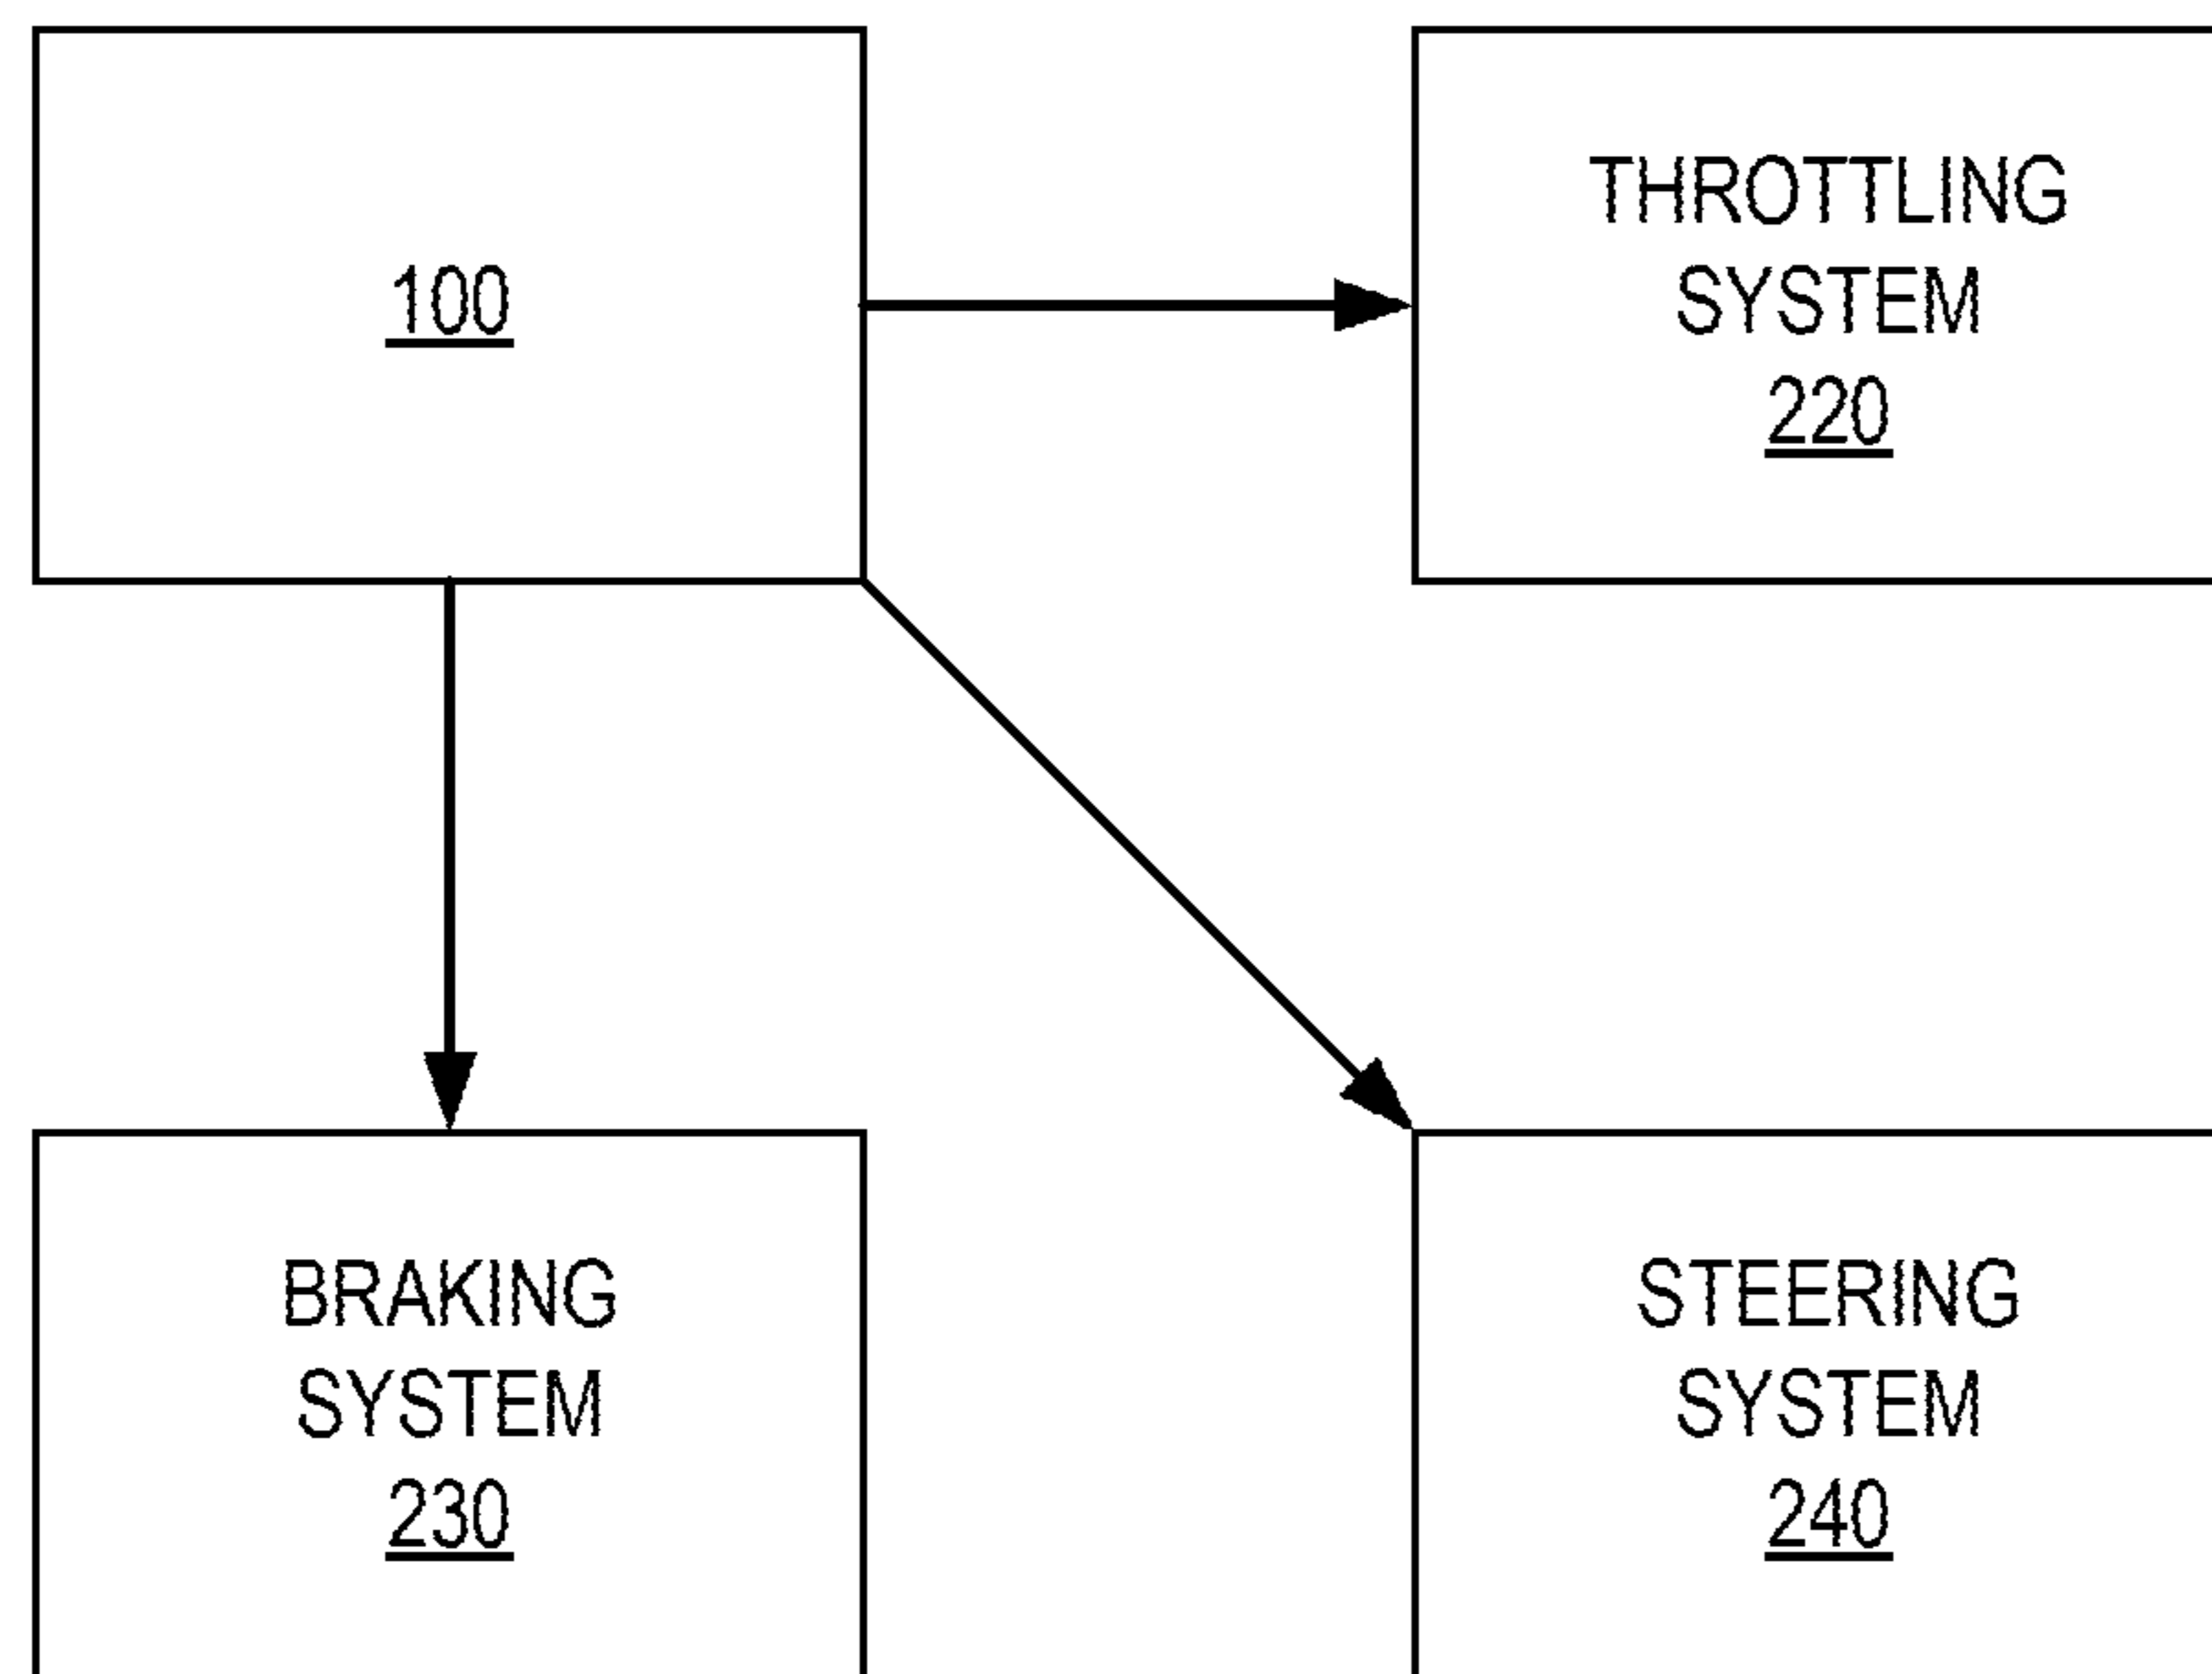 100
THROTTLING
SYSTEM
220
BRAKING
SYSTEM
230
STEERING
SYSTEM
240